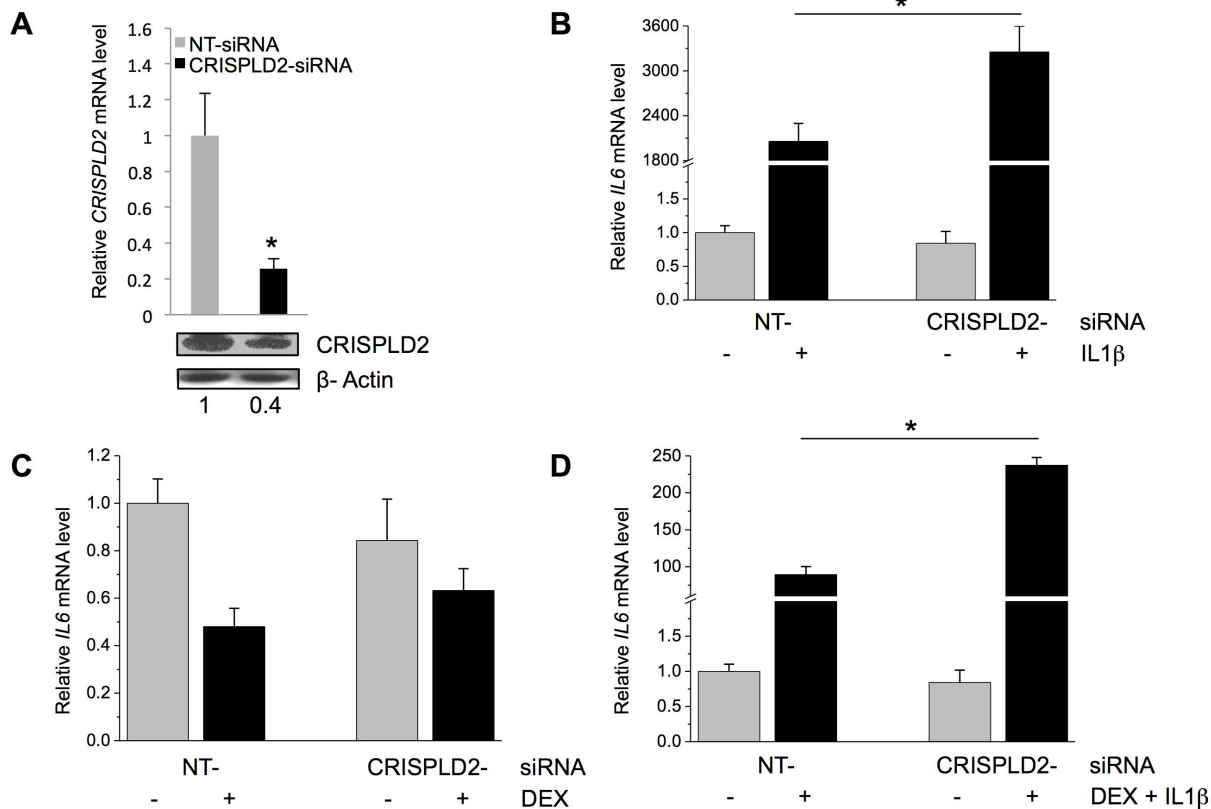 A
Relative CRISPLD2 mRNA level
1.6
1.4
1.2
1
0.8
0.6
0.4
0.2
0
NT-siRNA
CRISPLD2-siRNA
*
CRISPLD2
β- Actin
1 0.4
B
Relative IL6 mRNA level
3600
3000
2400
1800
1.5
1.0
0.5
0.0
*
NT- CRISPLD2- siRNA
- + - + IL1β
C
Relative IL6 mRNA level
1.2
1.0
0.8
0.6
0.4
0.2
0.0
NT- CRISPLD2- siRNA
- + - + DEX
D
Relative IL6 mRNA level
250
200
150
100
1.5
1.0
0.5
0.0
*
NT- CRISPLD2- siRNA
- + - + DEX + IL1β